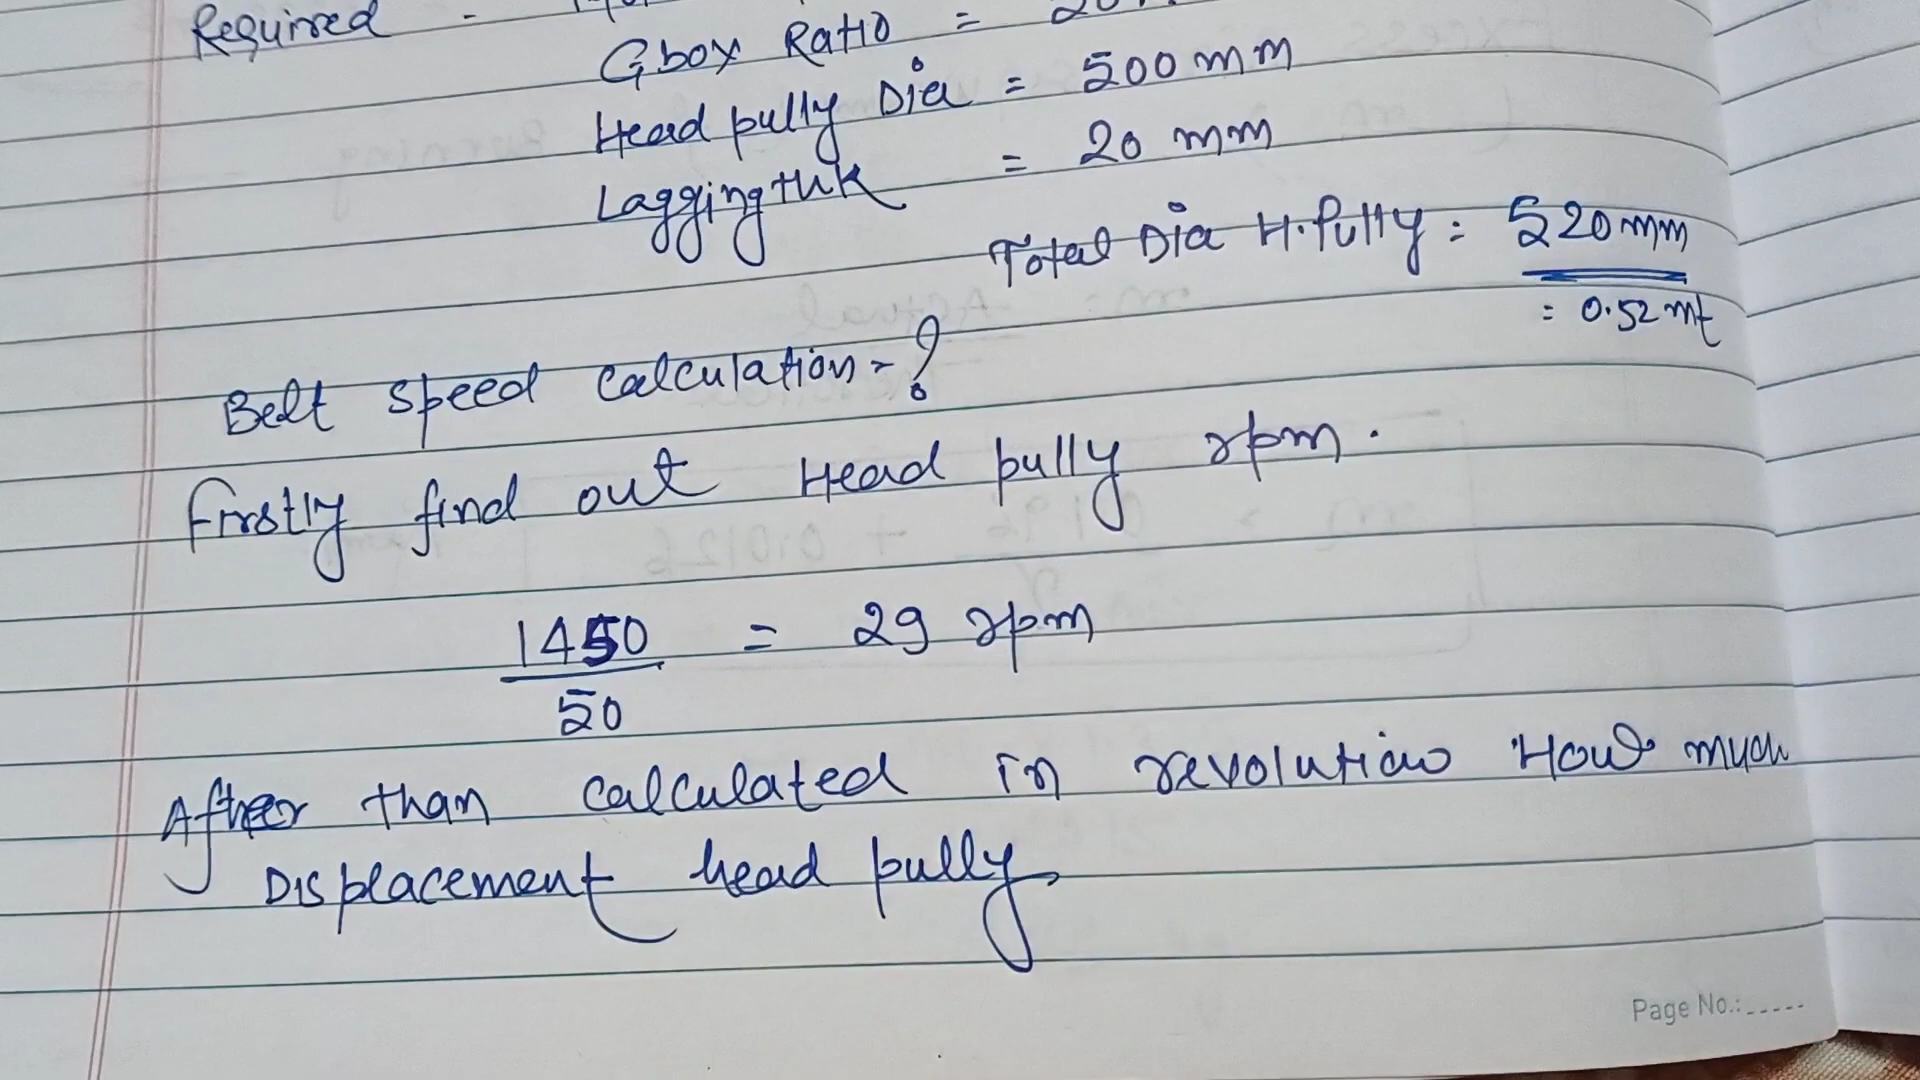 Required -
Gbox Ratio =
Head pully Dia = 500 mm
Lagging thk = 20 mm
Total Dia H. Pully = 520 mm
= 0.52 mt
Belt speed calculation = ?
Firstly find out Head pully rpm.
1450 = 29 rpm
50
After than calculated in revolution How much
Displacement head pully,
Page No.: